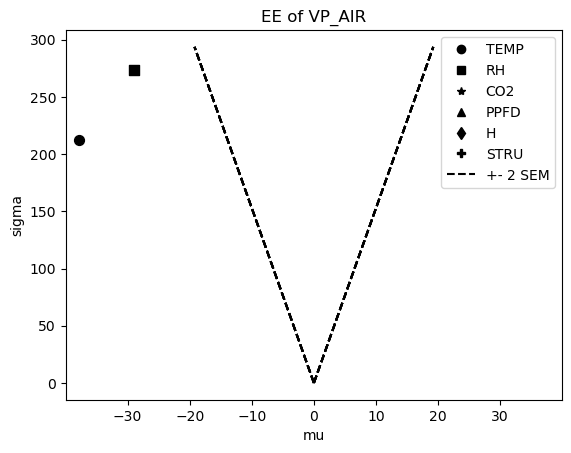 EE of VP_AIR
300
250
200
150
100
50
0
sigma
−30 −20 −10 0 10 20 30
mu
TEMP
RH
CO2
PPFD
H
STRU
+- 2 SEM